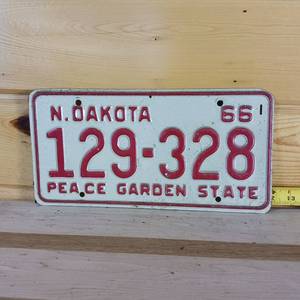 N.DAKOTA 66
129-328
PEACE GARDEN STATE